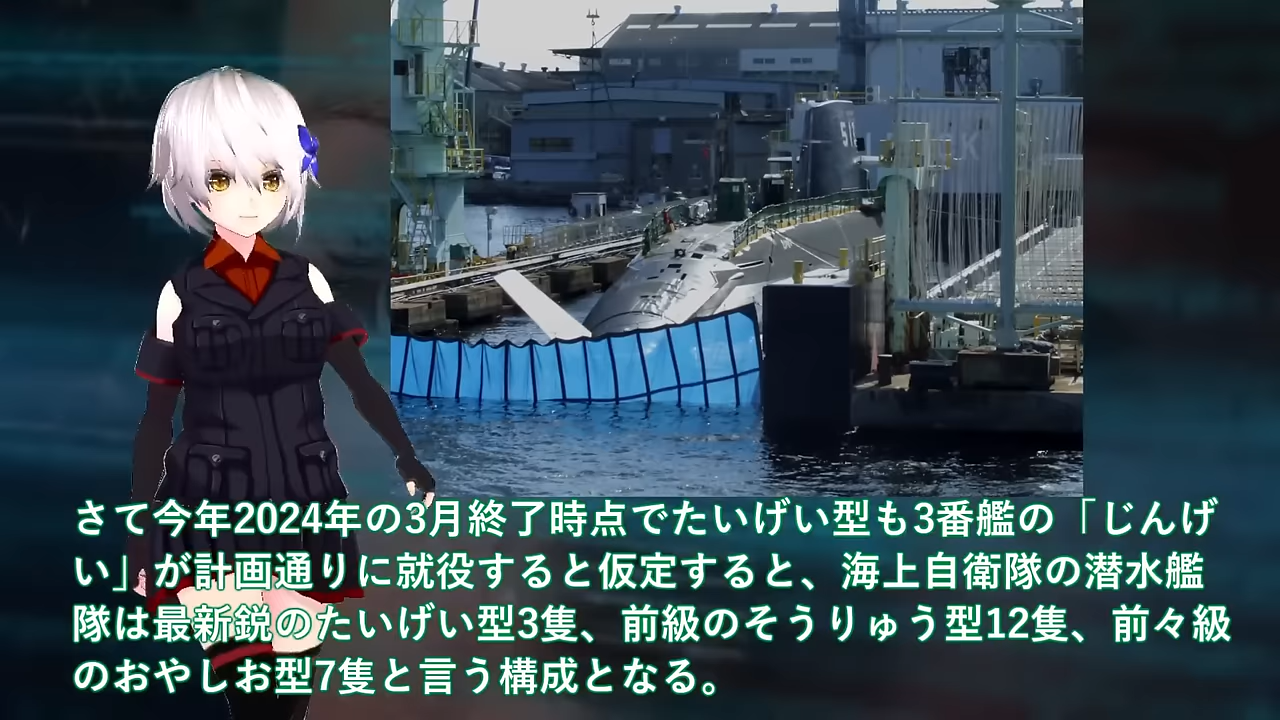 さて今年2024年の3月終了時点でたいげい型も3番艦の「じんげ
い」が計画通りに就役すると仮定すると、海上自衛隊の潜水艦
隊は最新鋭のたいげい型3隻、前級のそうりゅう型12隻、前々級
のおやしお型7隻と言う構成となる。